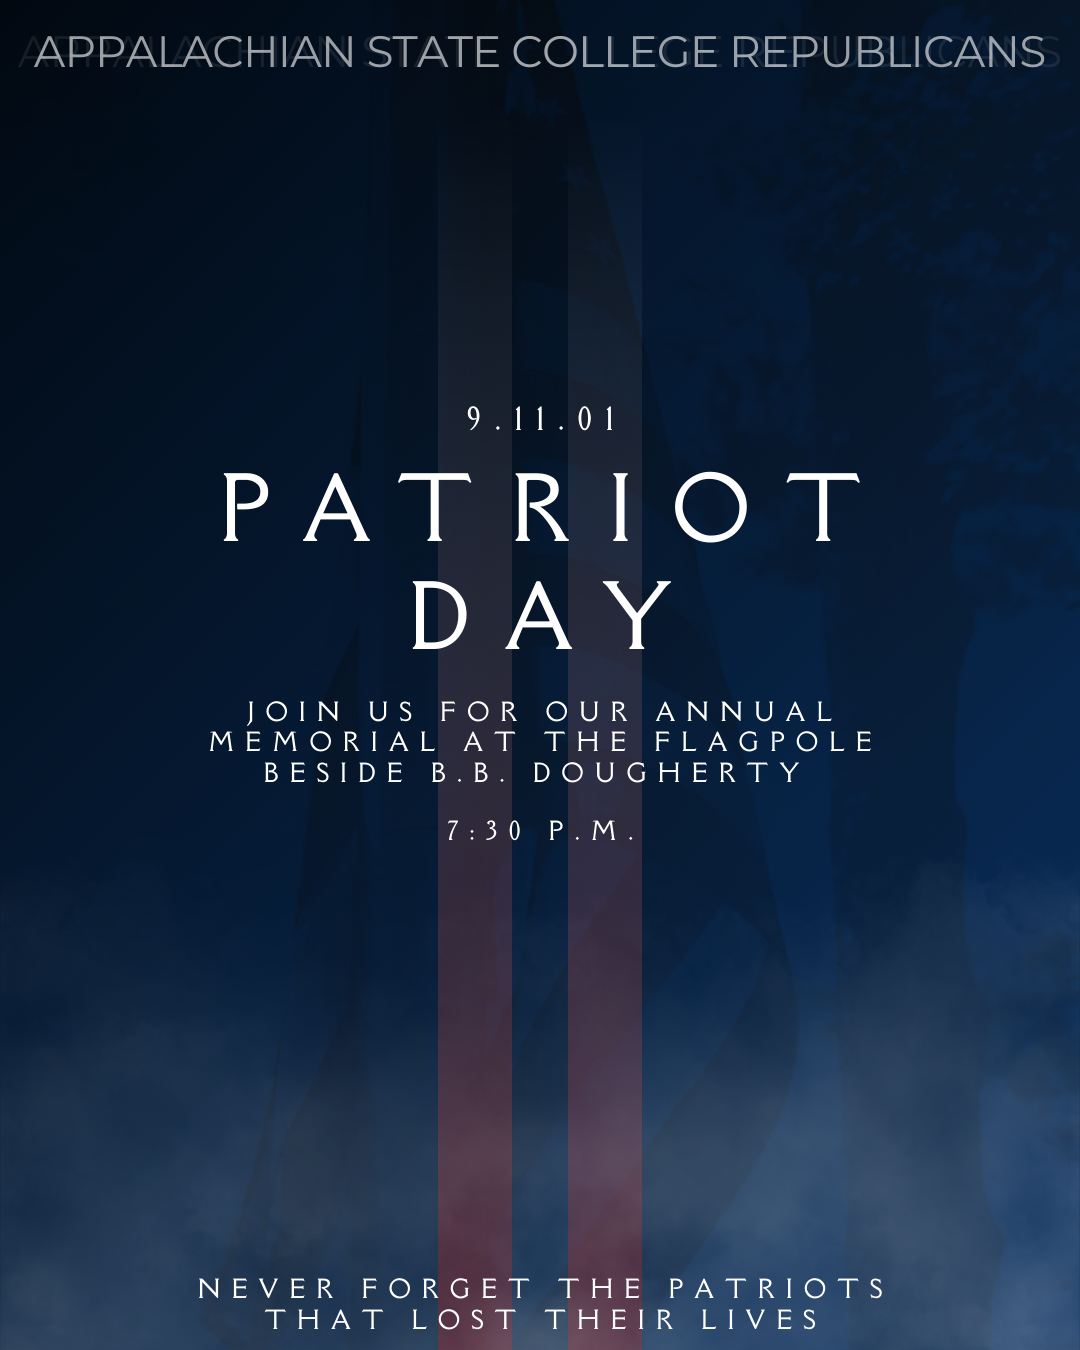 APPALACHIAN STATE COLLEGE REPUBLICANS
9.11.01
PATRIOT
DAY
JOIN US FOR OUR ANNUAL
MEMORIAL AT THE FLAGPOLE
BESIDE B.B. DOUGHERTY
7:30 P.M.
NEVER FORGET THE PATRIOTS
THAT LOST THEIR LIVES